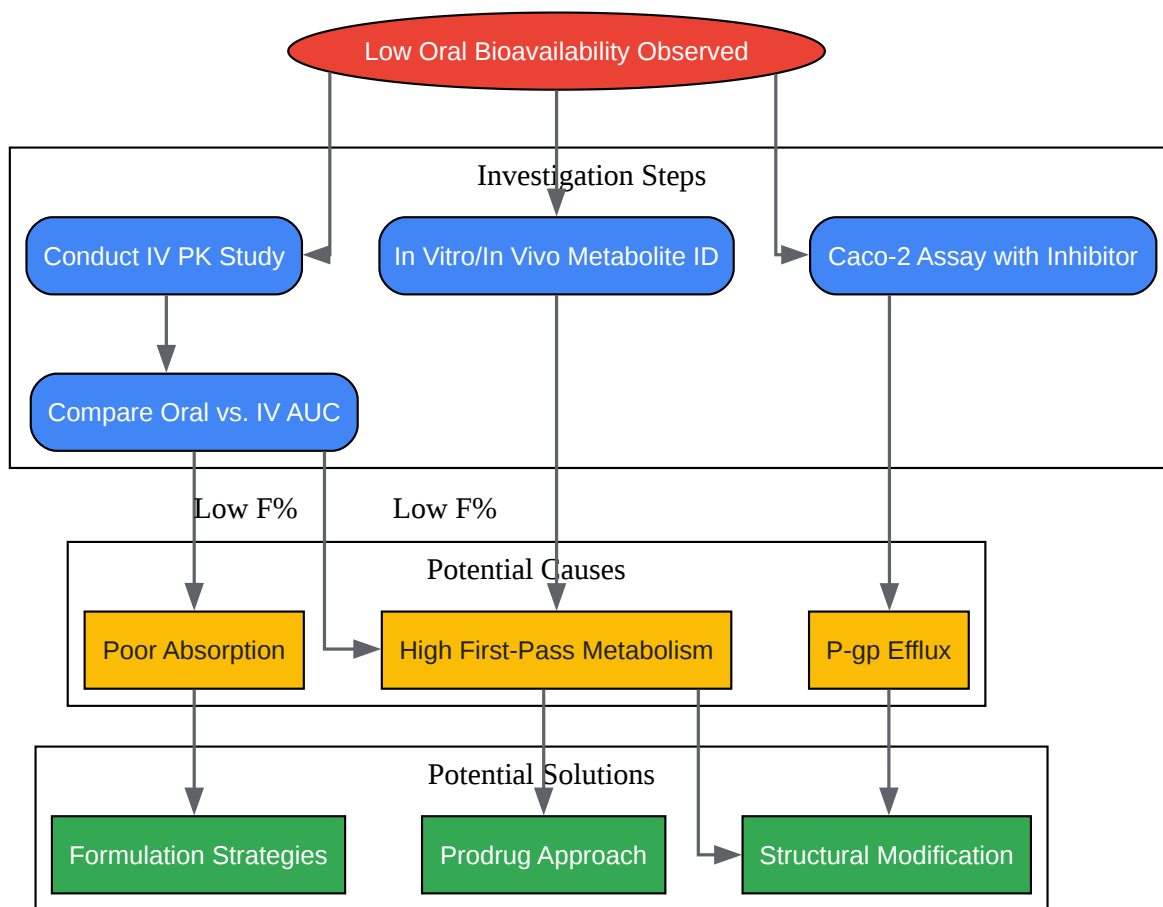 Low Oral Bioavailability Observed
Investigation Steps
Conduct IV PK Study
In Vitro/In Vivo Metabolite ID
Caco-2 Assay with Inhibitor
Compare Oral vs. IV AUC
Low F%
Low F%
Potential Causes
Poor Absorption
High First-Pass Metabolism
P-gp Efflux
Potential Solutions
Formulation Strategies
Prodrug Approach
Structural Modification